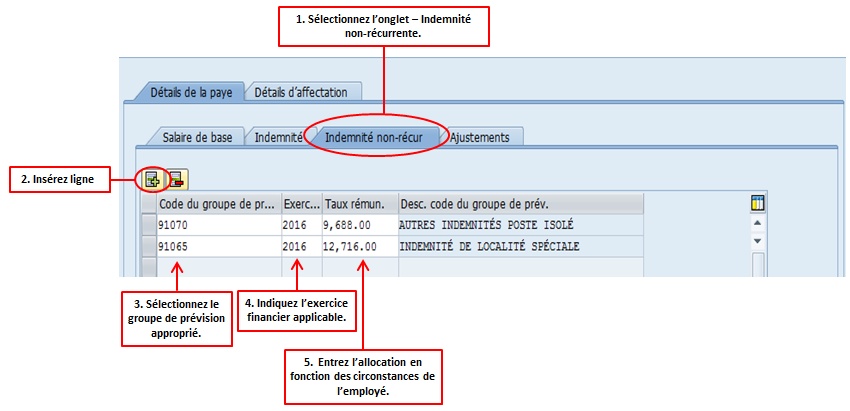 1. Sélectionnez l'onglet – Indemnité
non-récurrente.
Détails de la paye Détails d'affectation
Salaire de base Indemnité Indemnité non-récur Ajustements
2. Insérez ligne
Code du groupe de pr... Exerc... Taux rémun. Desc. code du groupe de prév.
91070 2016 9,688.00 AUTRES INDEMNITÉS POSTE ISOLÉ
91065 2016 12,716.00 INDEMNITÉ DE LOCALITÉ SPÉCIALE
3. Sélectionnez le
groupe de prévision
approprié.
4. Indiquez l'exercice
financier applicable.
5. Entrez l'allocation en
fonction des circonstances de
l'employé.